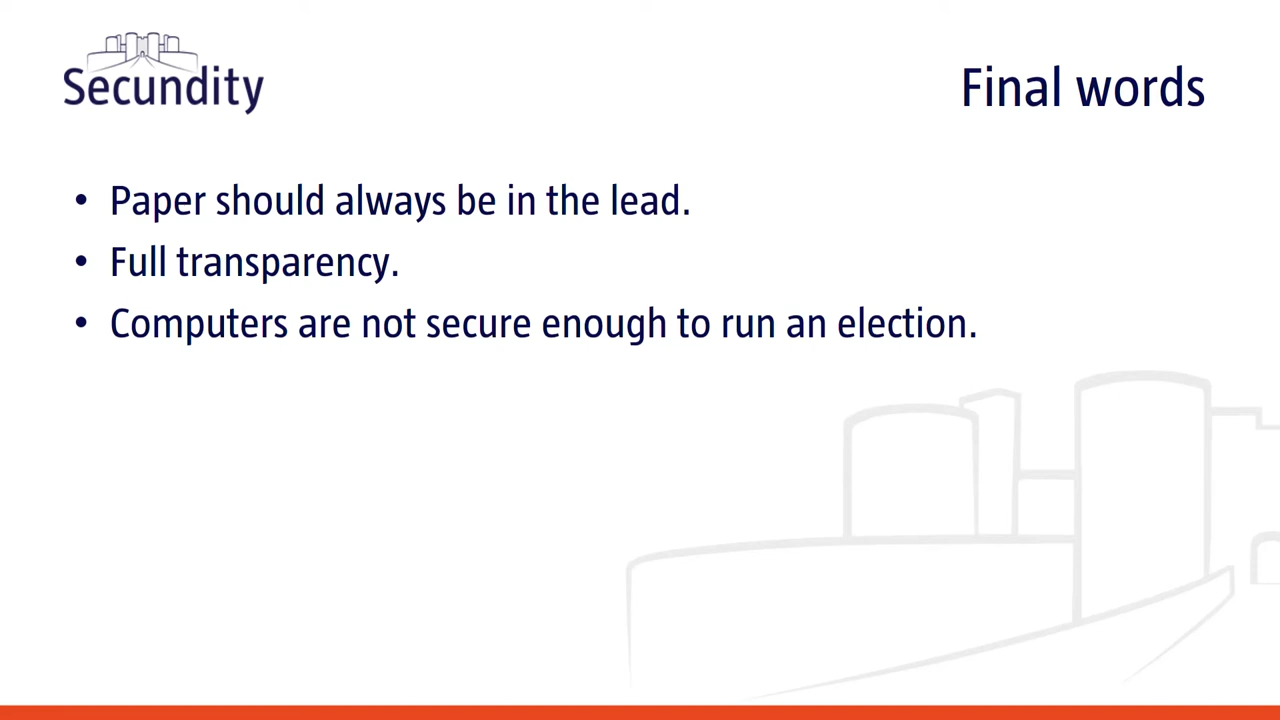 Secundity
Final words
• Paper should always be in the lead.
• Full transparency.
• Computers are not secure enough to run an election.